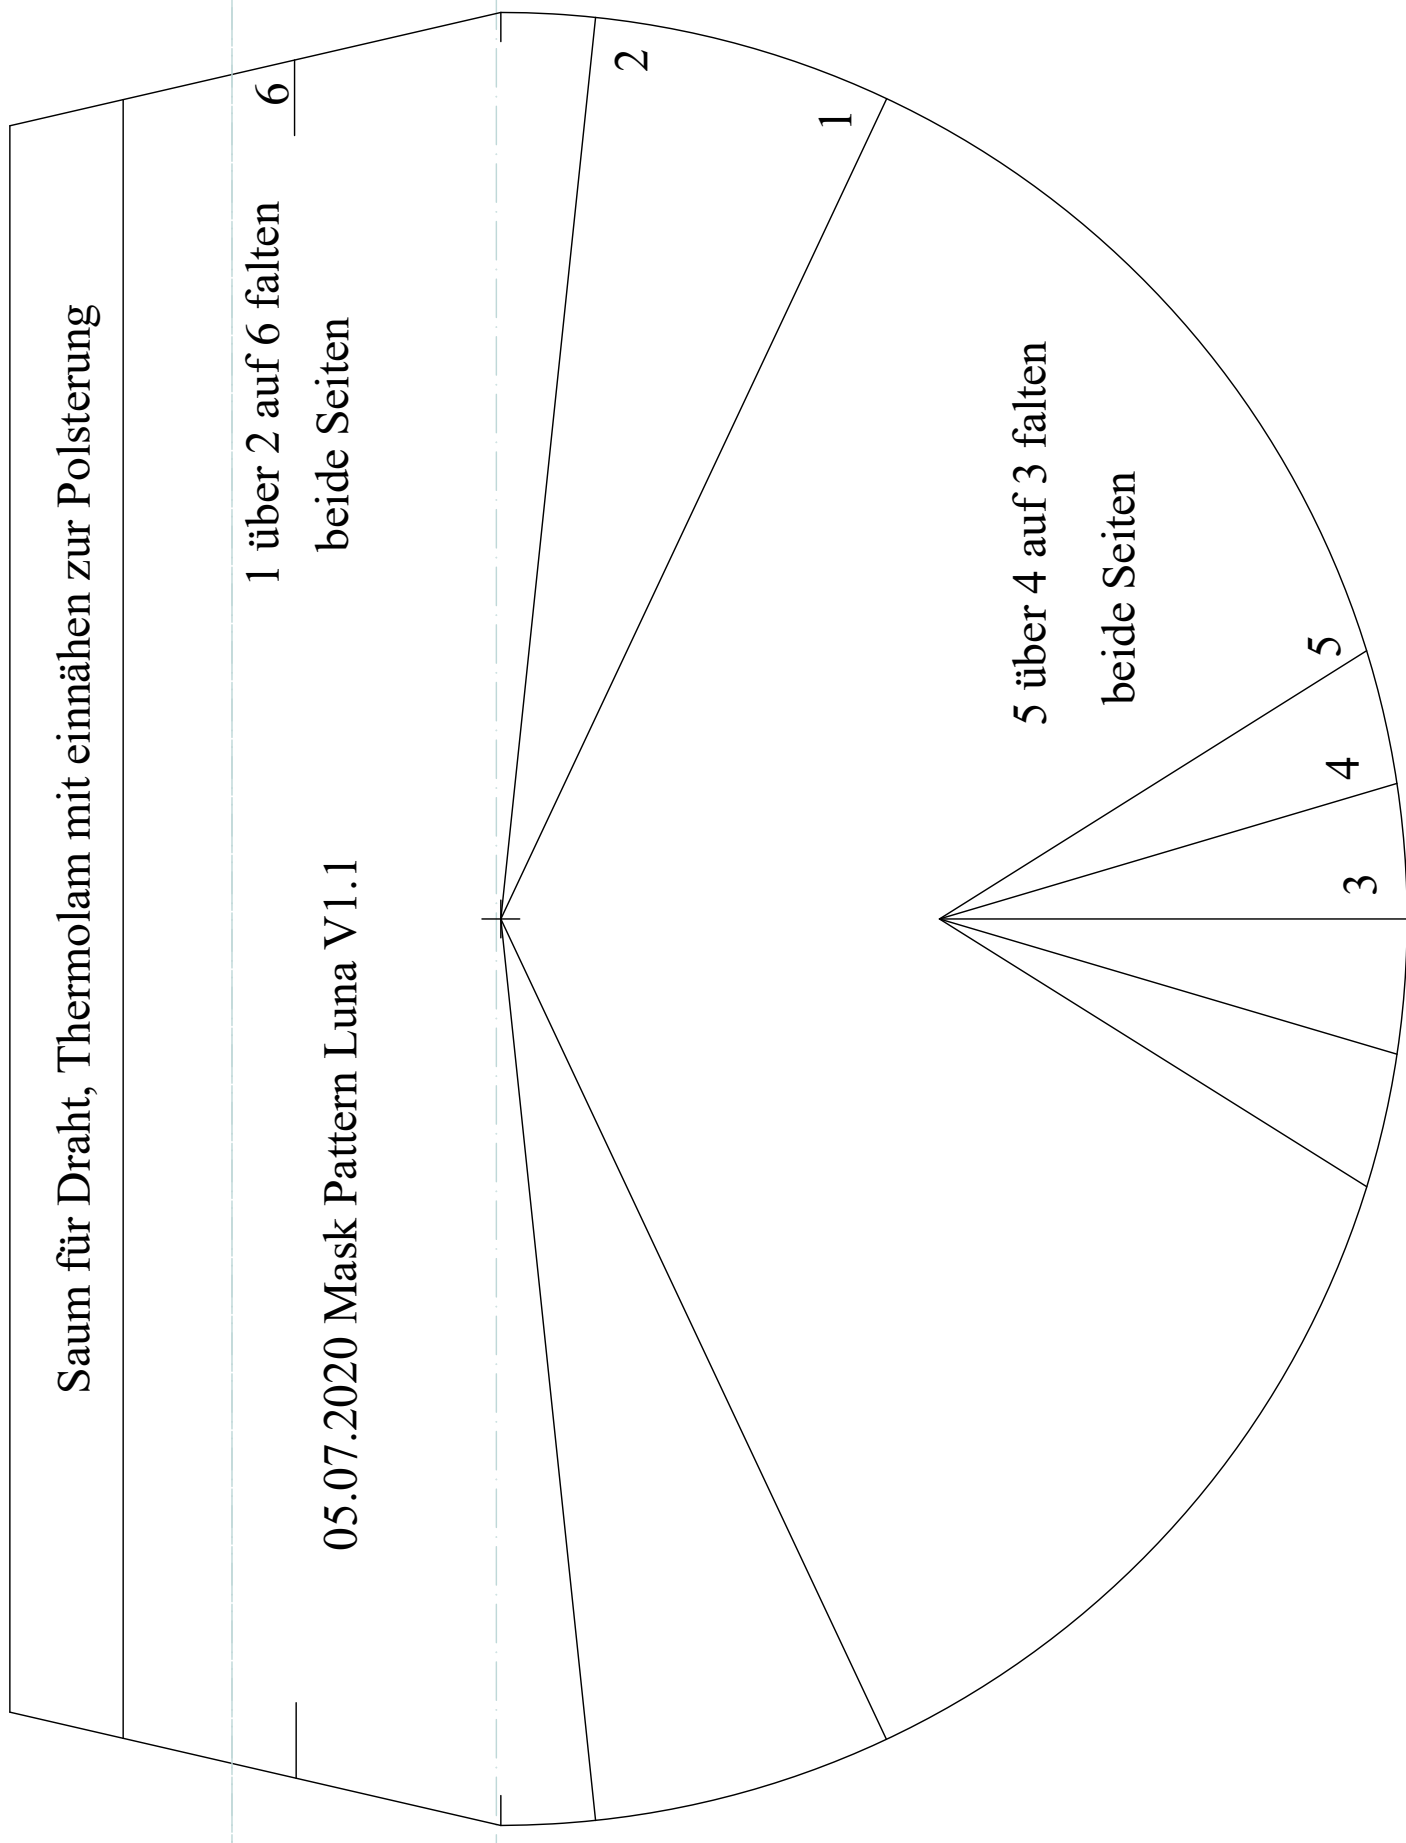 Saum für Draht, Thermolam mit einnähen zur Polsterung
6
1 über 2 auf 6 falten
beide Seiten
05.07.2020 Mask Pattern Luna V1.1
2
1
5 über 4 auf 3 falten
beide Seiten
5
4
3